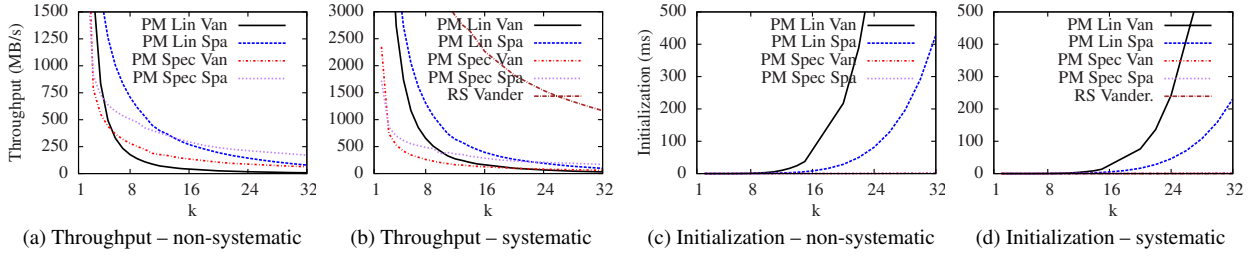 Throughput (MB/s)
1500
1250
1000
750
500
250
0
PM Lin Van
PM Lin Spa
PM Spec Van
PM Spec Spa
1 8 16 24 32
k
(a) Throughput – non-systematic
3000
2500
2000
1500
1000
500
0
PM Lin Van
PM Lin Spa
PM Spec Van
PM Spec Spa
RS Vander
1 8 16 24 32
k
(b) Throughput – systematic
Initialization (ms)
500
400
300
200
100
0
PM Lin Van
PM Lin Spa
PM Spec Van
PM Spec Spa
1 8 16 24 32
k
(c) Initialization – non-systematic
500
400
300
200
100
0
PM Lin Van
PM Lin Spa
PM Spec Van
PM Spec Spa
RS Vander.
1 8 16 24 32
k
(d) Initialization – systematic